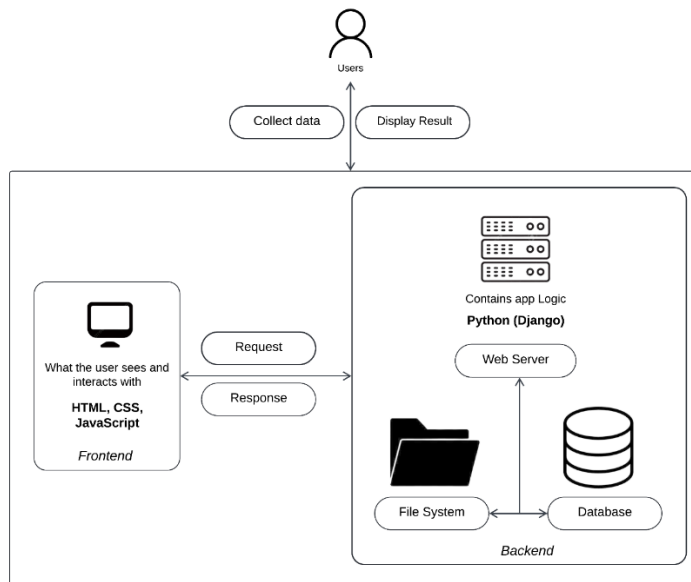 Users
Collect data
Display Result
Contains app Logic
Python (Django)
Web Server
What the user sees and
interacts with
HTML, CSS,
JavaScript
Frontend
Request
Response
File System
Database
Backend